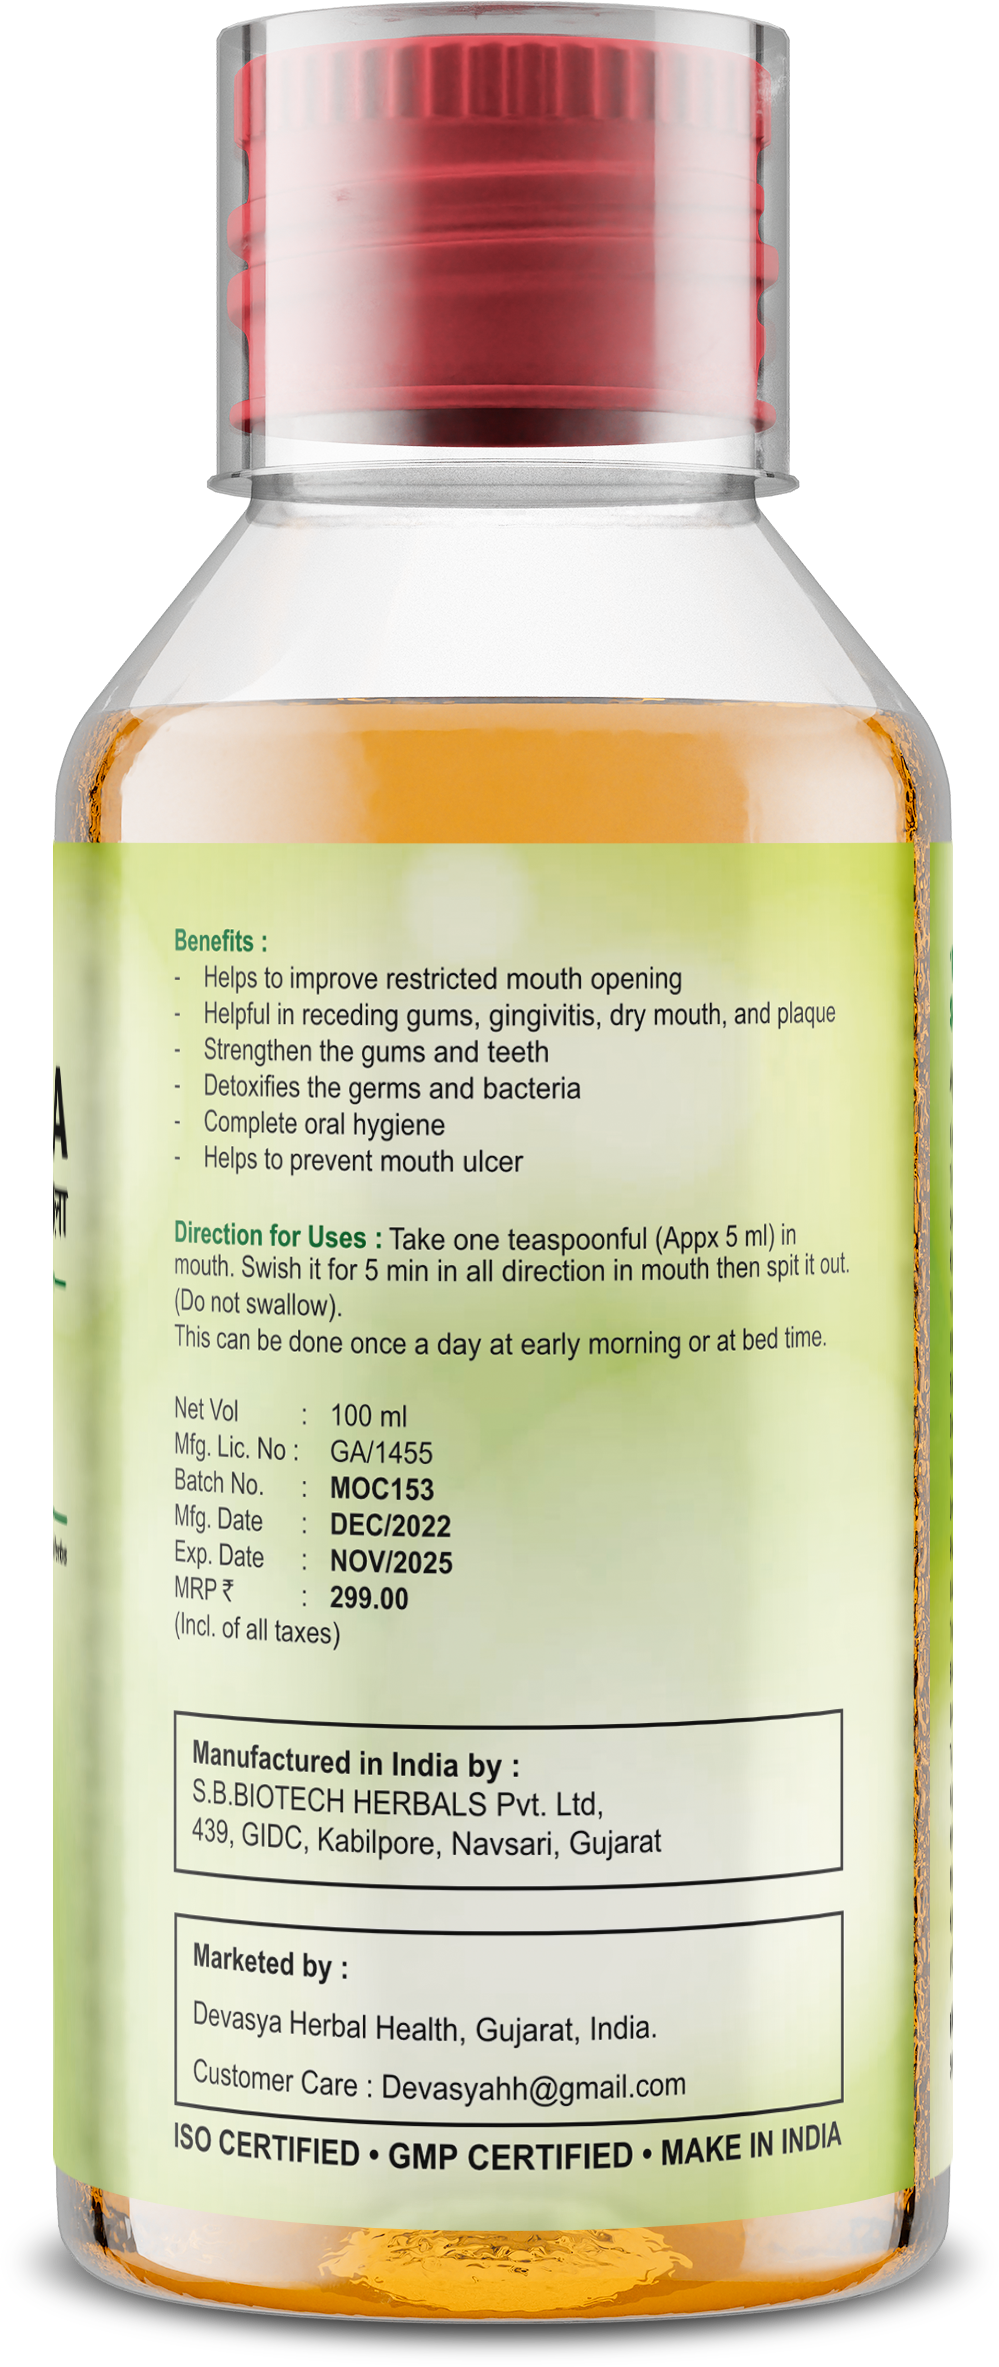 Benefits :
- Helps to improve restricted mouth opening
- Helpful in receding gums, gingivitis, dry mouth, and plaque
- Strengthen the gums and teeth
- Detoxifies the germs and bacteria
- Complete oral hygiene
- Helps to prevent mouth ulcer
Direction for Uses : Take one teaspoonful (Appx 5 ml) in
mouth. Swish it for 5 min in all direction in mouth then spit it out.
(Do not swallow).
This can be done once a day at early morning or at bed time.
Net Vol : 100 ml
Mfg. Lic. No : GA/1455
Batch No. : MOC153
Mfg. Date : DEC/2022
Exp. Date : NOV/2025
MRP ₹ : 299.00
(Incl. of all taxes)
Manufactured in India by :
S.B.BIOTECH HERBALS Pvt. Ltd,
439, GIDC, Kabilpore, Navsari, Gujarat
Marketed by :
Devasya Herbal Health, Gujarat, India.
Customer Care : Devasyahh@gmail.com
ISO CERTIFIED • GMP CERTIFIED • MAKE IN INDIA